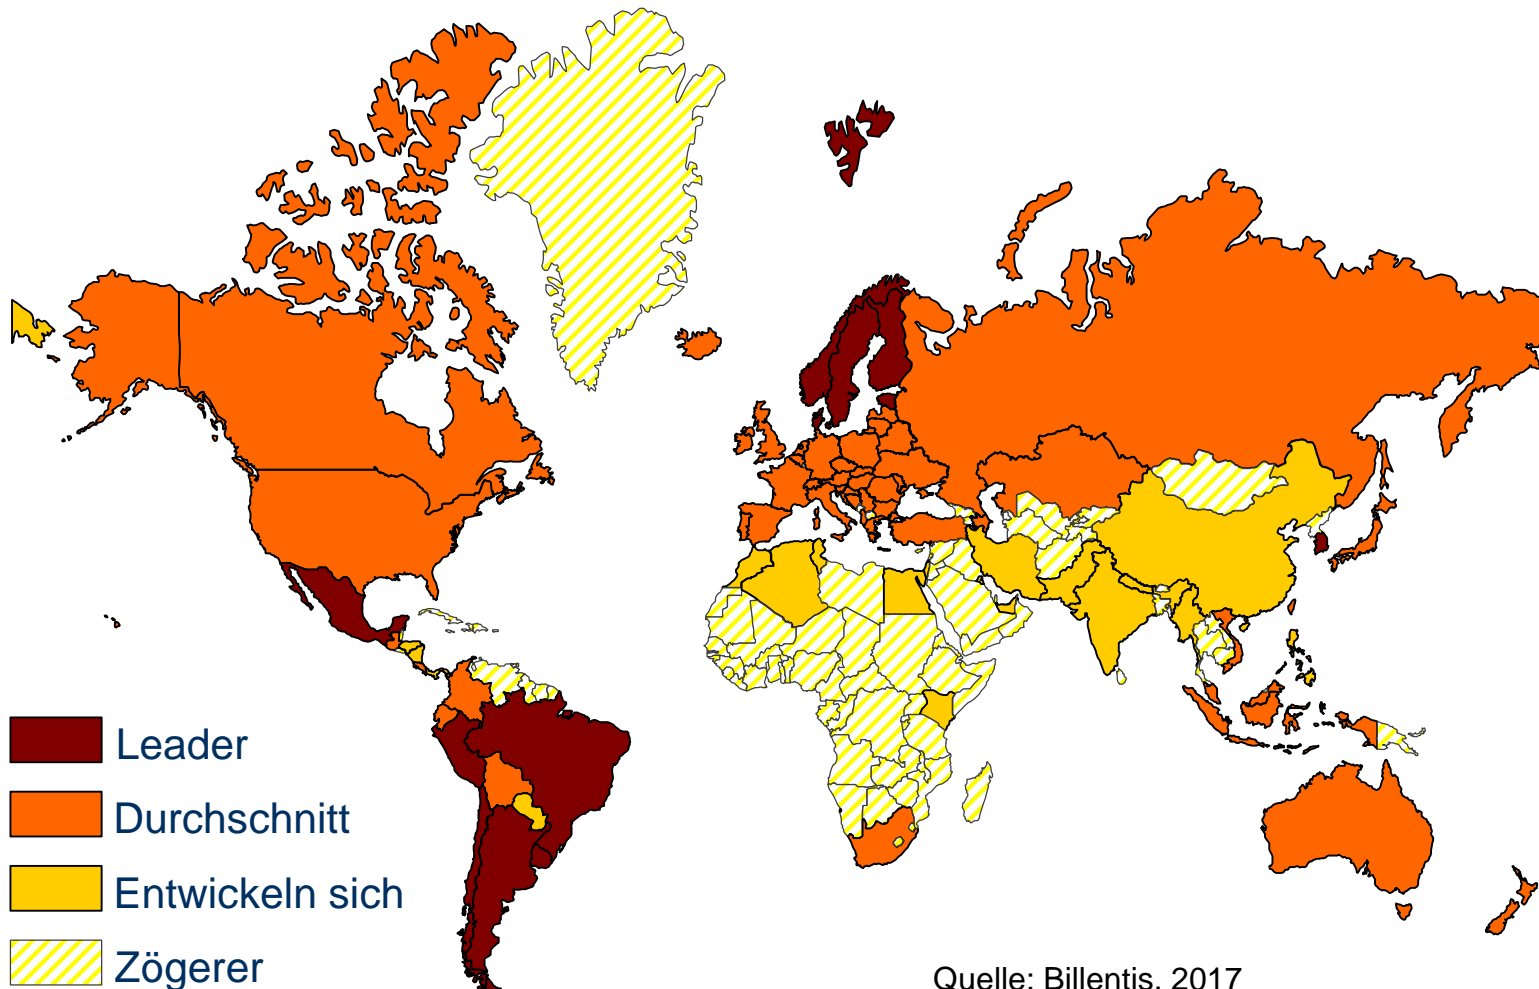 Leader
Durchschnitt
Entwickeln sich
Zögerer
Quelle: Billentis, 2017